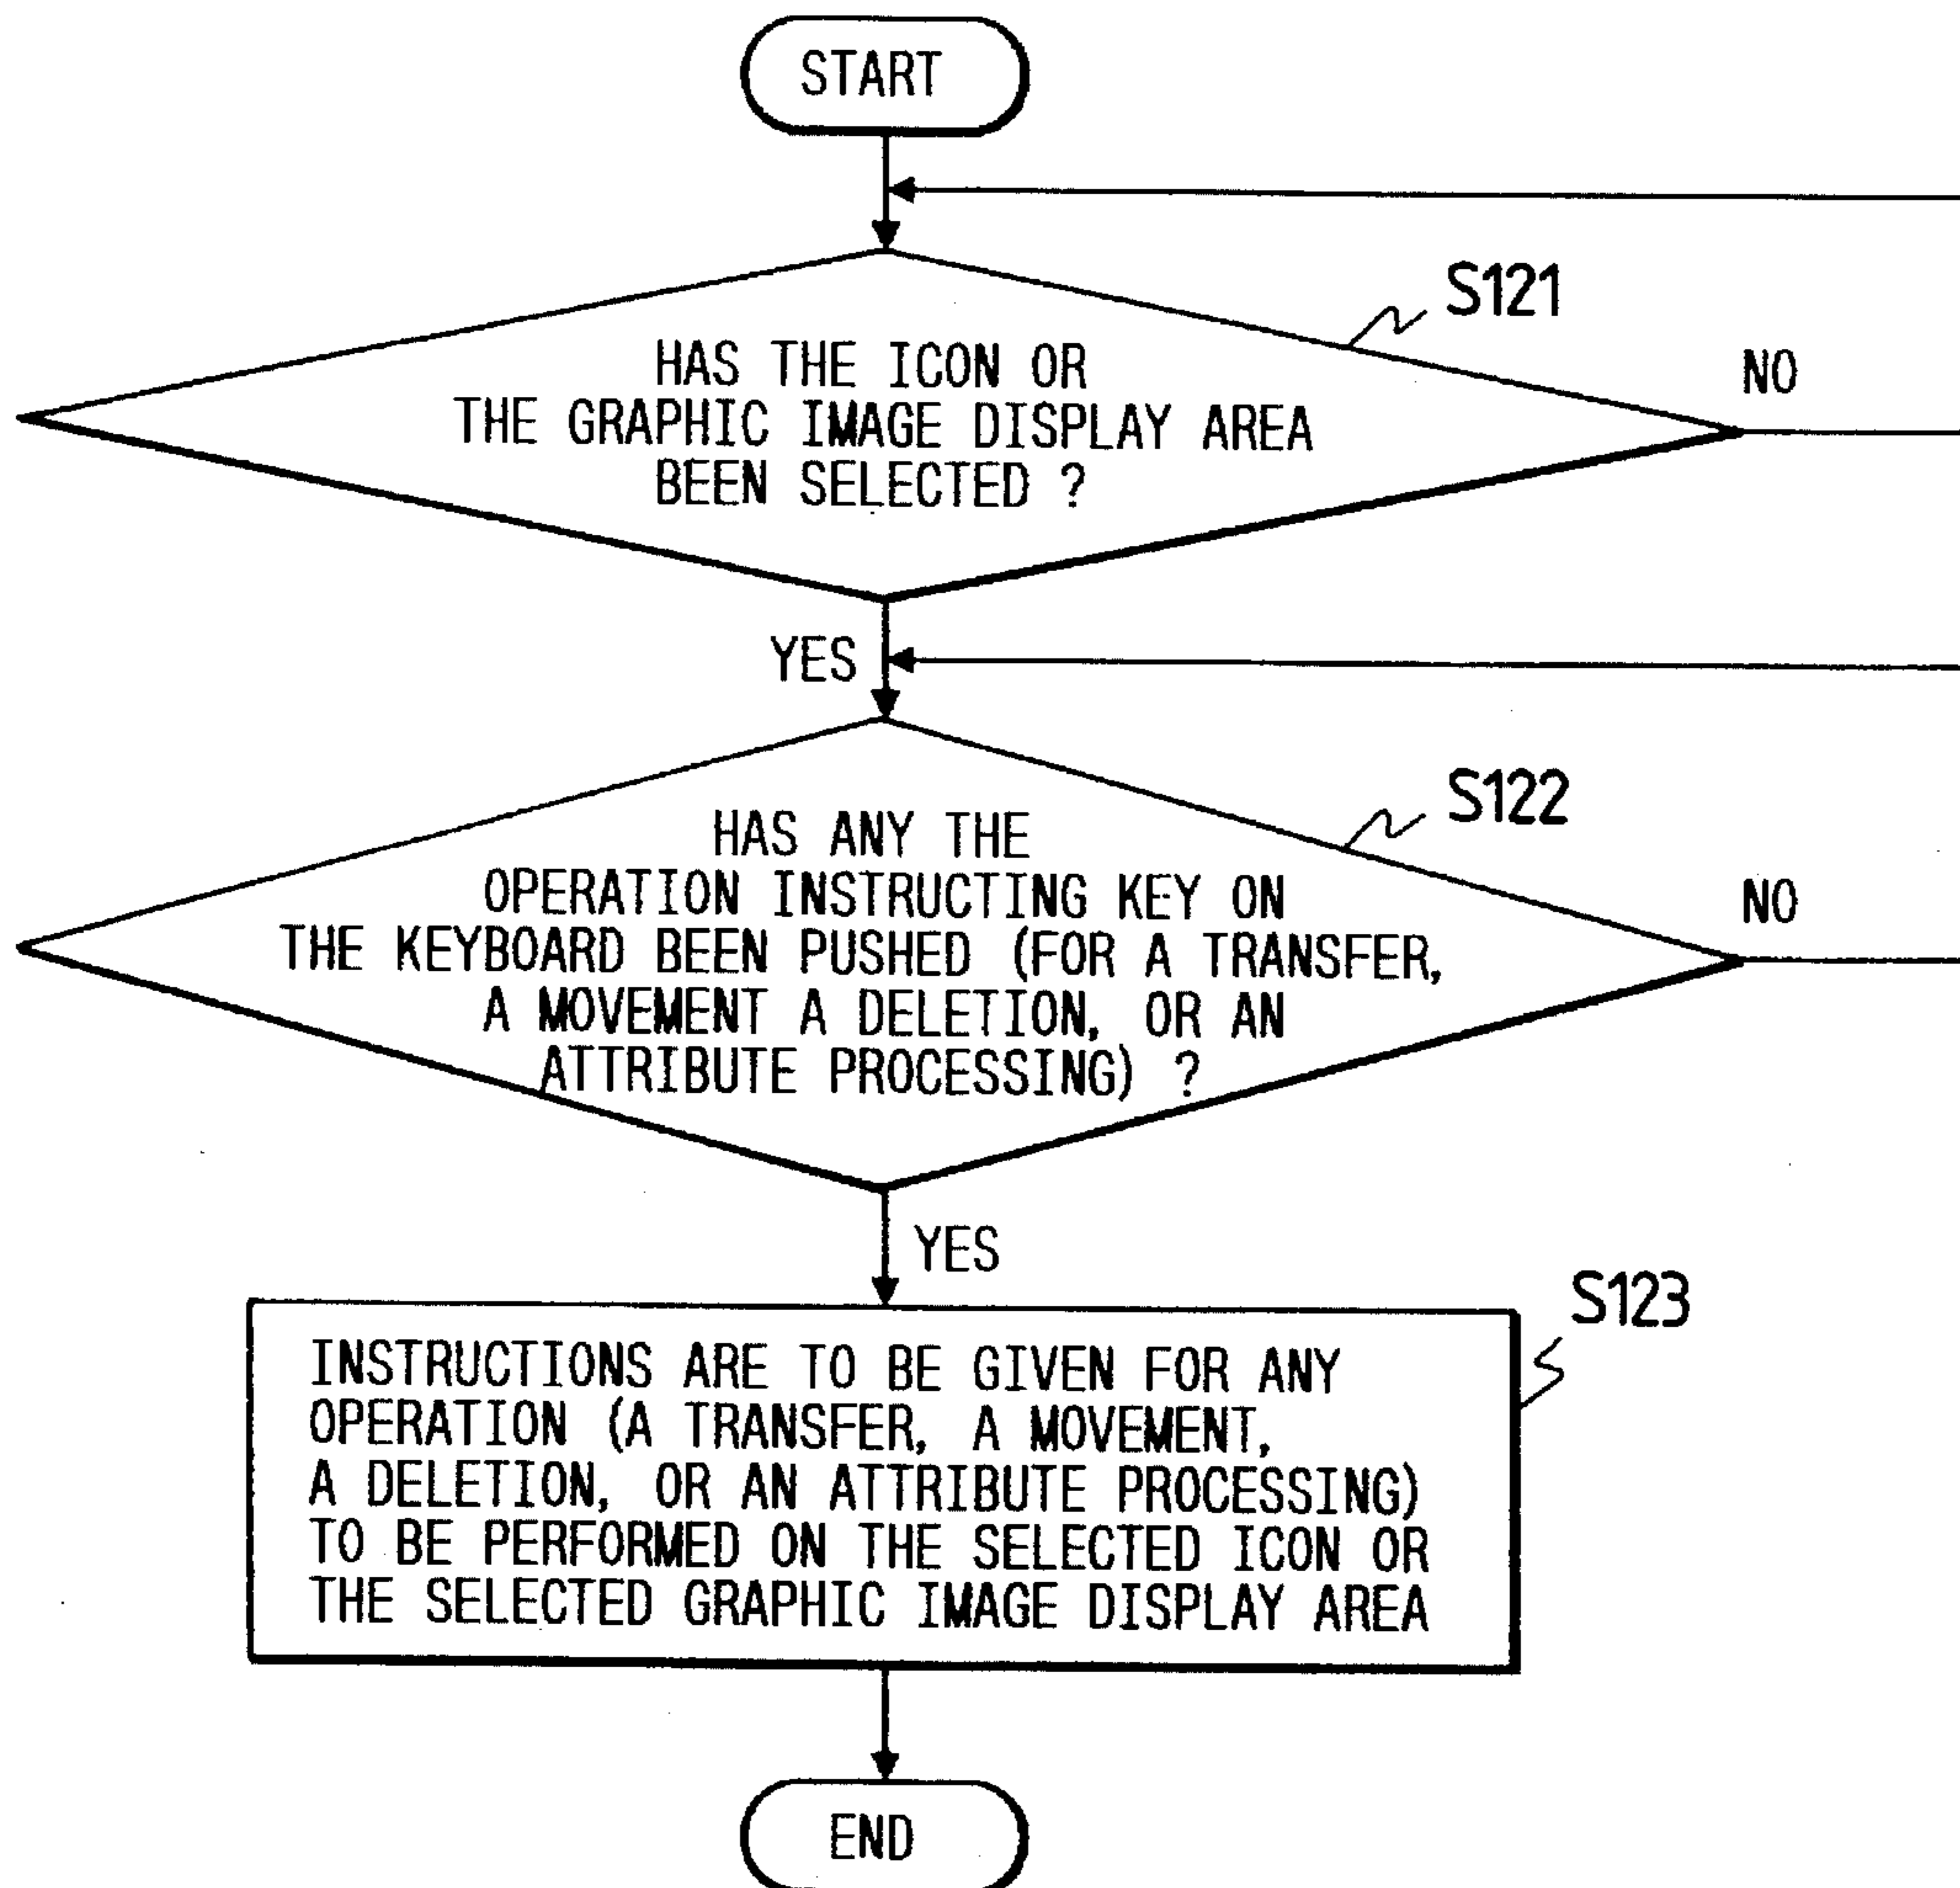 START
S121
HAS THE ICON OR
THE GRAPHIC IMAGE DISPLAY AREA
BEEN SELECTED ?
NO
YES
S122
HAS ANY THE
OPERATION INSTRUCTING KEY ON
THE KEYBOARD BEEN PUSHED (FOR A TRANSFER,
A MOVEMENT A DELETION, OR AN
ATTRIBUTE PROCESSING) ?
NO
YES
S123
INSTRUCTIONS ARE TO BE GIVEN FOR ANY
OPERATION (A TRANSFER, A MOVEMENT,
A DELETION, OR AN ATTRIBUTE PROCESSING)
TO BE PERFORMED ON THE SELECTED ICON OR
THE SELECTED GRAPHIC IMAGE DISPLAY AREA
END